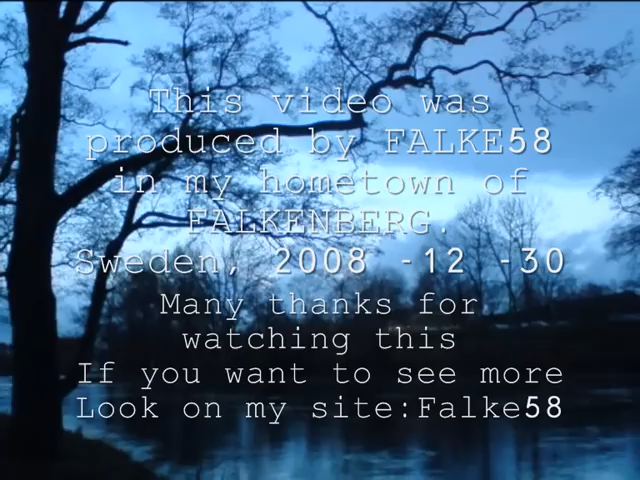 This video was
produced by FALKE58
in my hometown of
FALKENBERG.
Sweden, 2008 -12 -30
Many thanks for
watching this
If you want to see more
Look on my site:Falke58